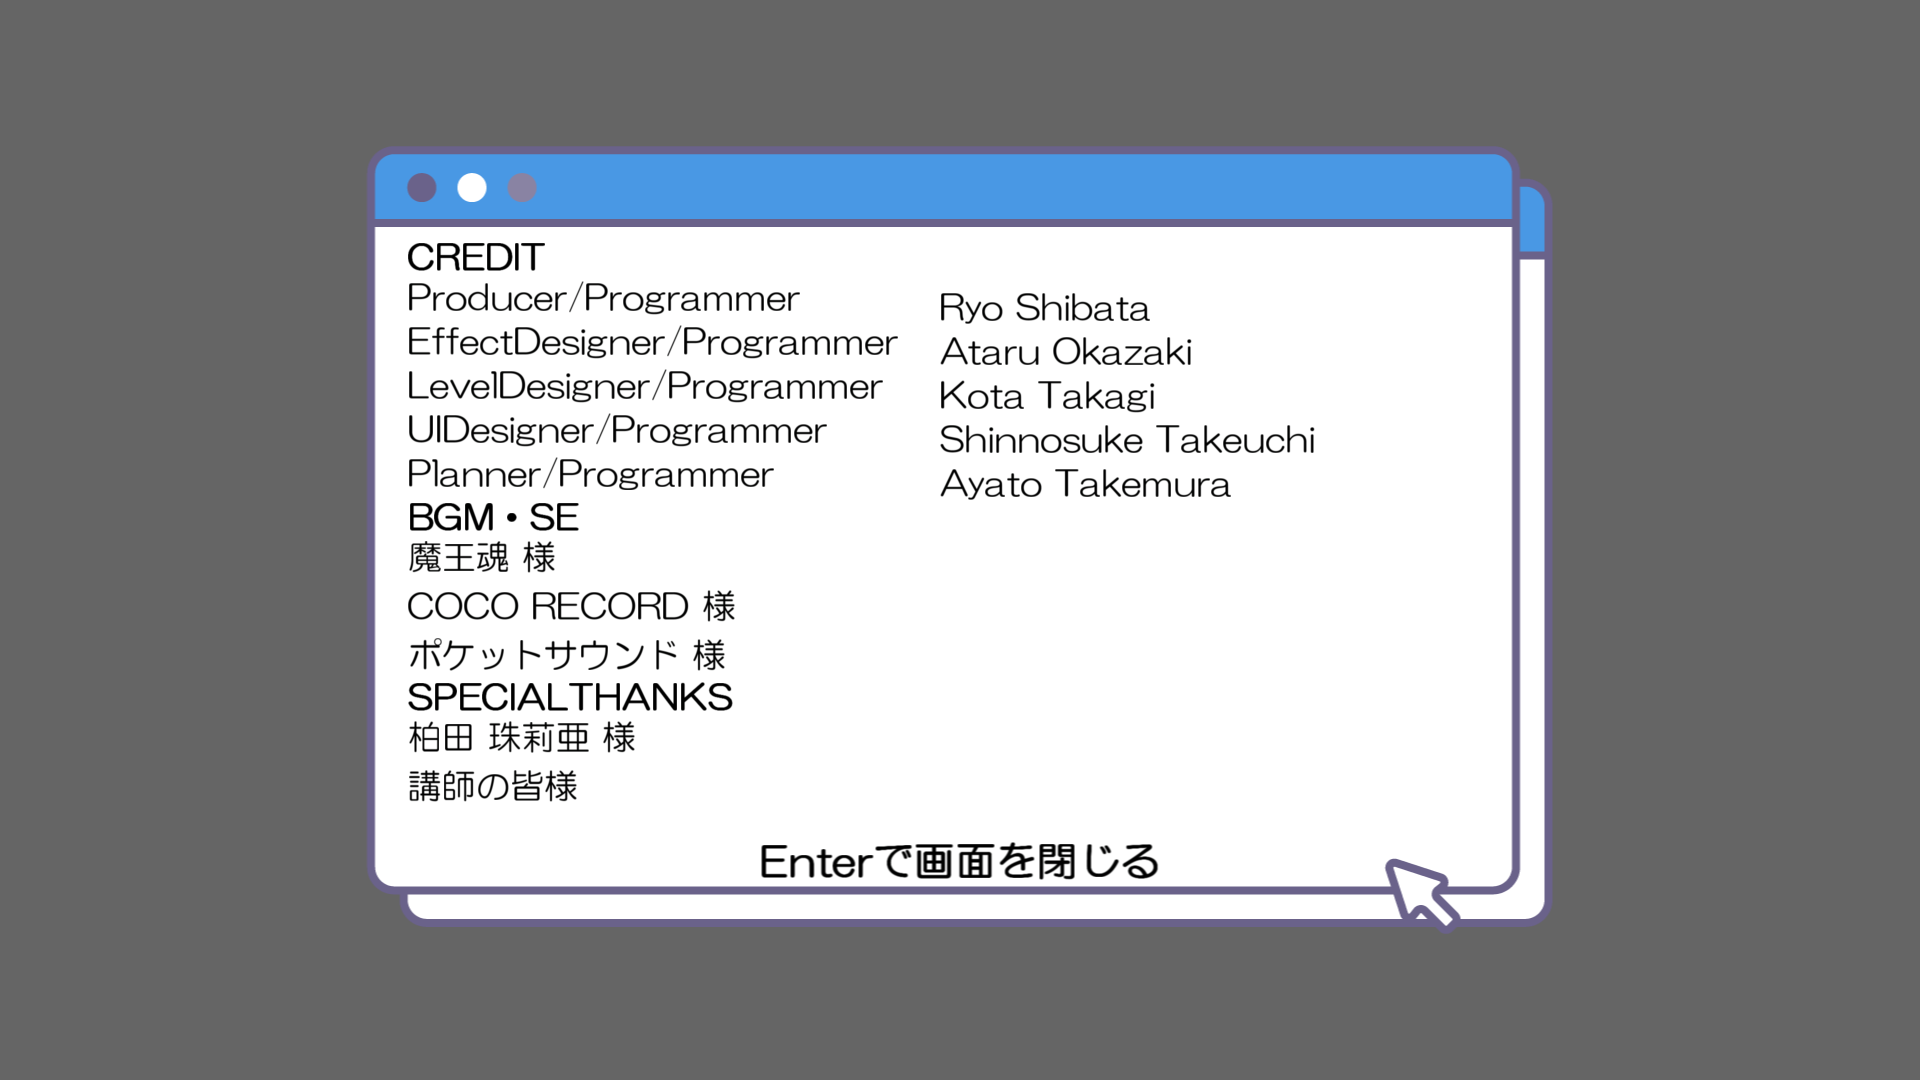 CREDIT
Producer/Programmer Ryo Shibata
EffectDesigner/Programmer Ataru Okazaki
LevelDesigner/Programmer Kota Takagi
UIDesigner/Programmer Shinnosuke Takeuchi
Planner/Programmer Ayato Takemura
BGM・SE
魔王魂 様
COCO RECORD 様
ポケットサウンド 様
SPECIALTHANKS
柏田 珠莉亜 様
講師の皆様
Enterで画面を閉じる